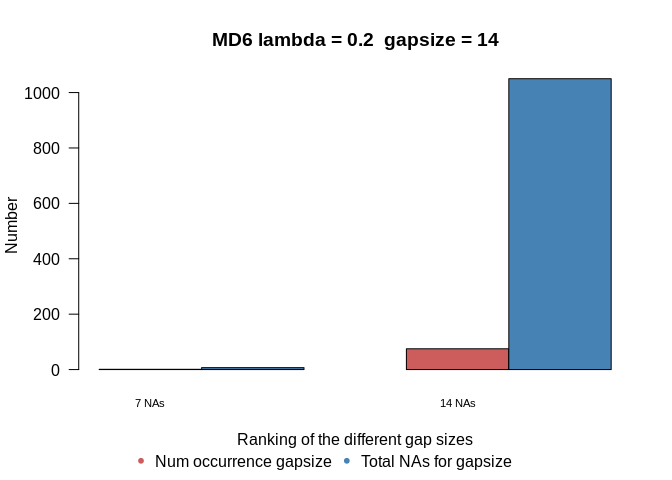 MD6 lambda = 0.2  gapsize = 14
Number
1000
800
600
400
200
0
7 NAs
14 NAs
Ranking of the different gap sizes
Num occurrence gapsize
Total NAs for gapsize